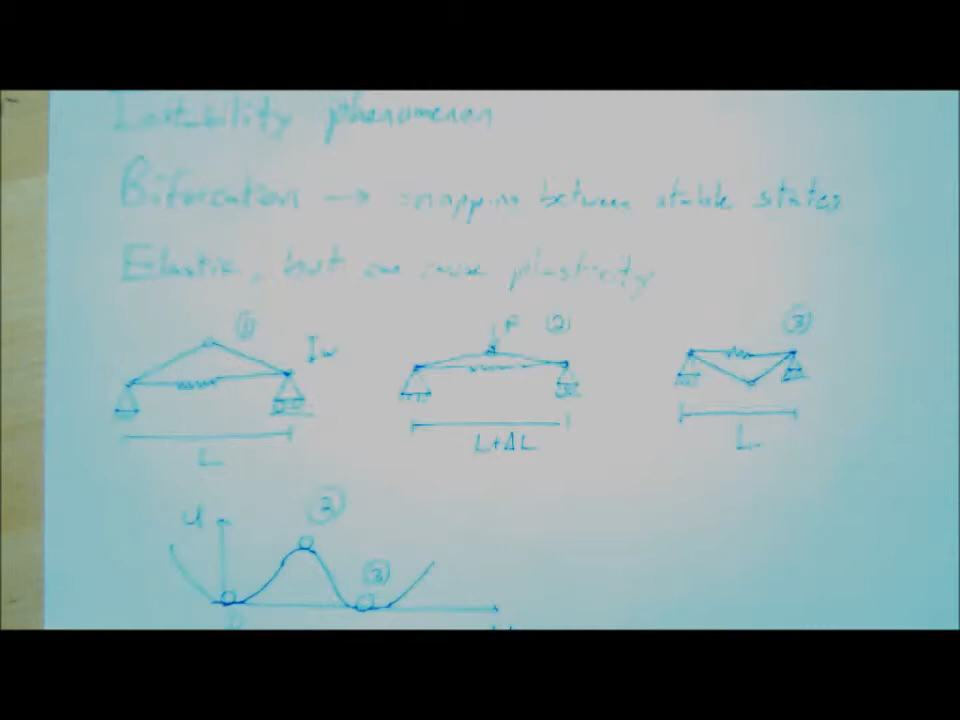 Instability phenomenon
Bifurcation → snapping between stable states
Elastic, but can cause plasticity
① I w
F (2)
③
L
L+ΔL
L
U ②
③